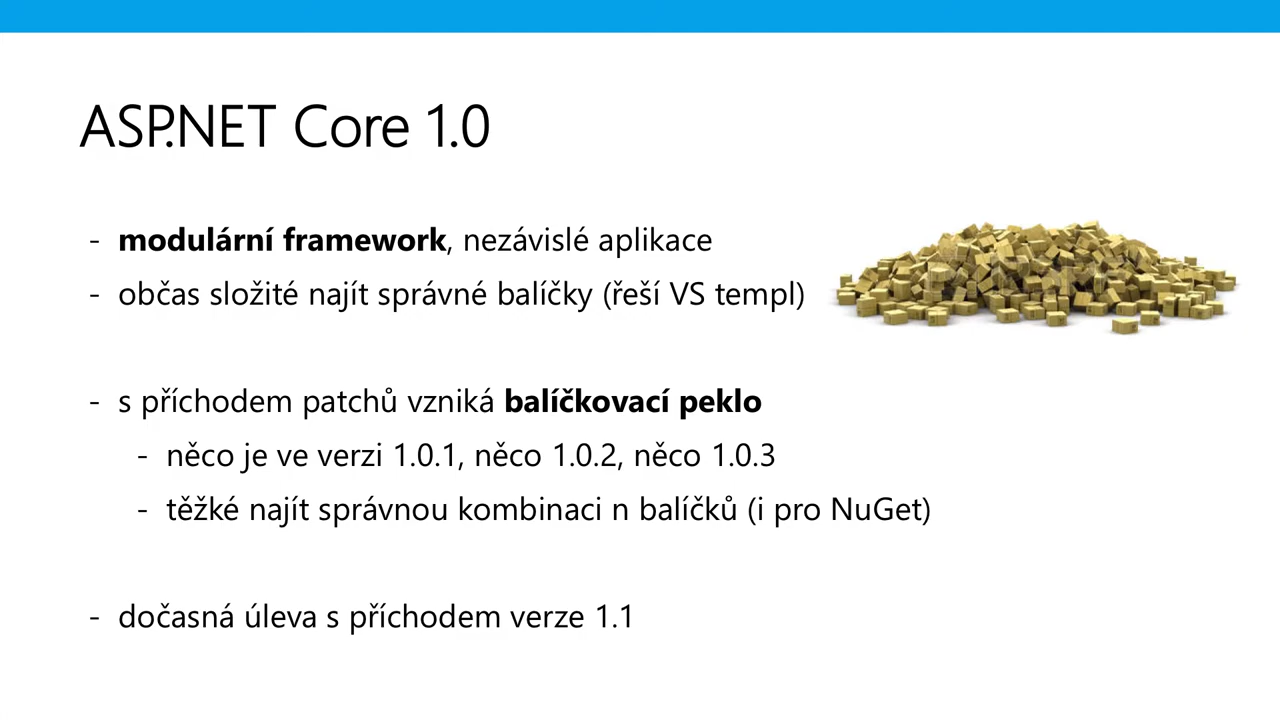 ASP.NET Core 1.0
- modulární framework, nezávislé aplikace
- občas složité najít správné balíčky (řeší VS templ)
- s příchodem patchů vzniká balíčkovací peklo
- něco je ve verzi 1.0.1, něco 1.0.2, něco 1.0.3
- těžké najít správnou kombinaci n balíčků (i pro NuGet)
- dočasná úleva s příchodem verze 1.1